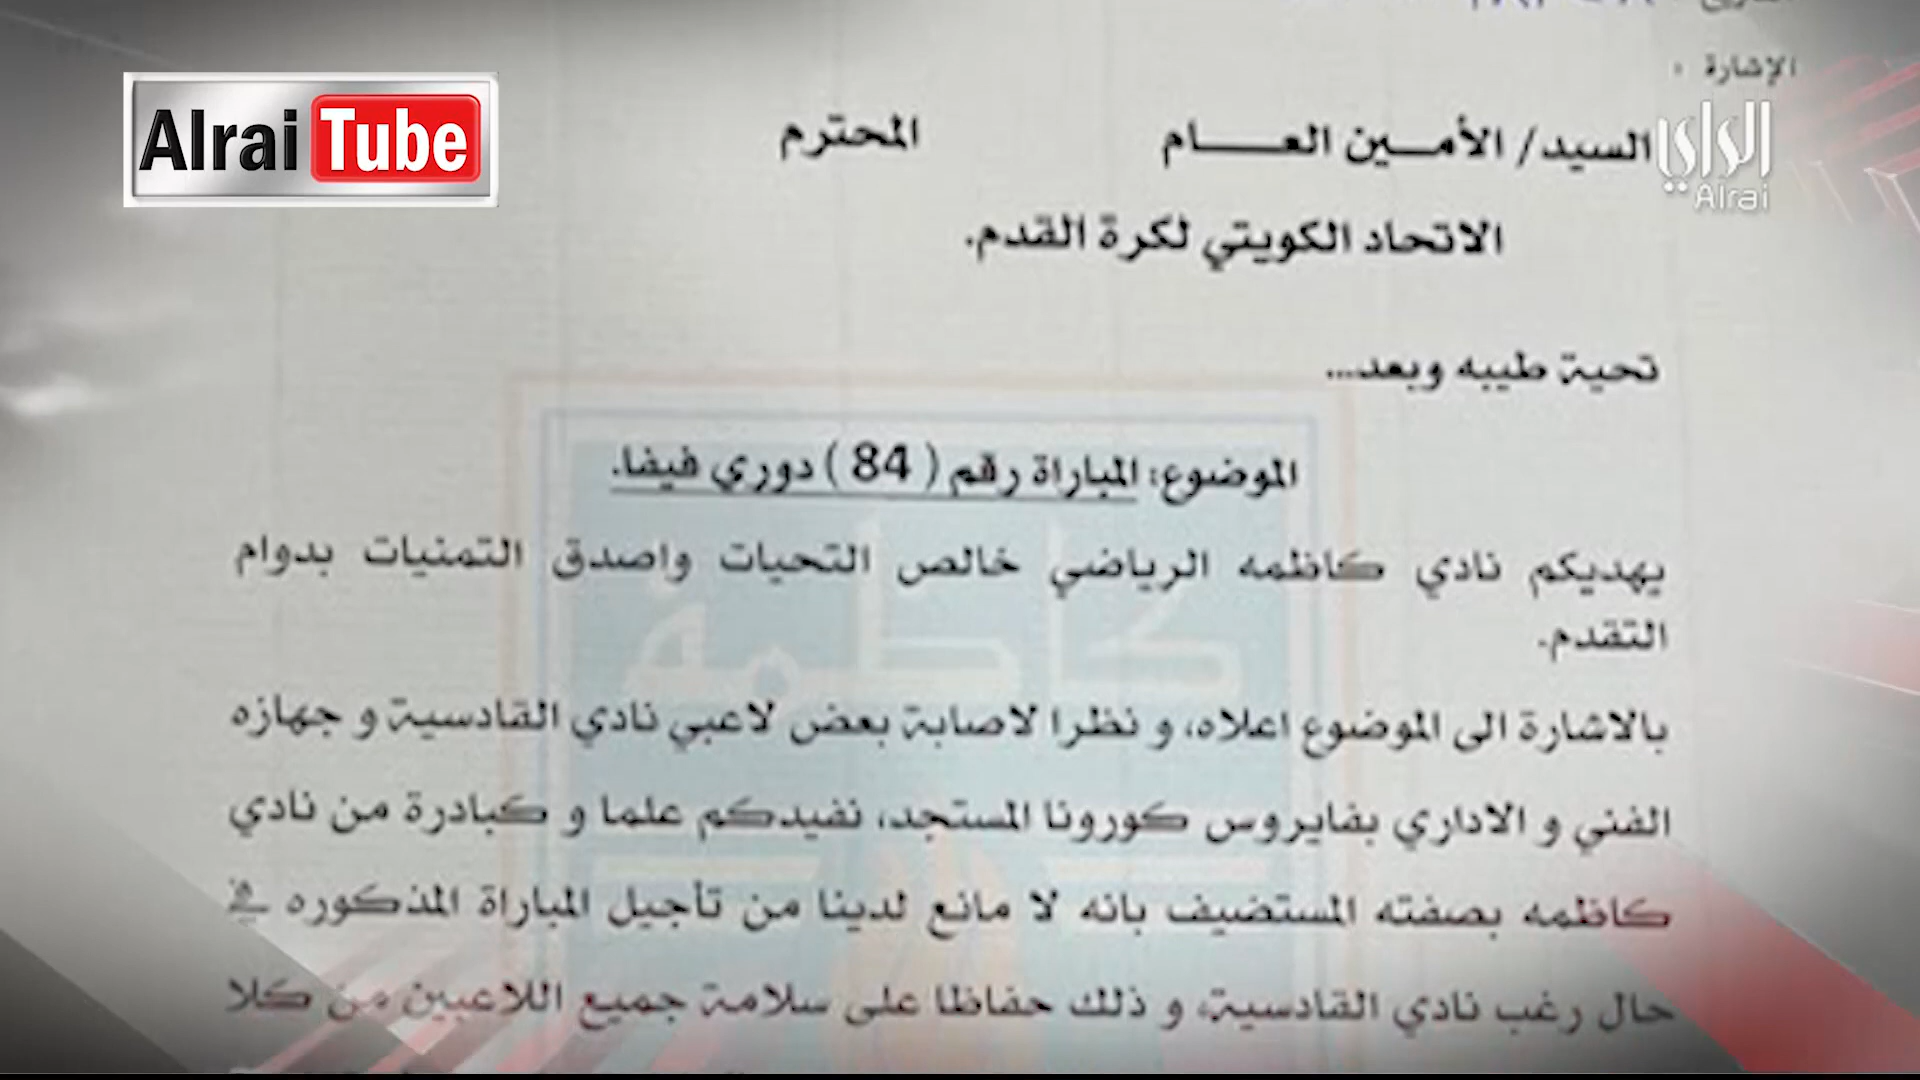 الإشارة :
Alrai Tube
السيد/ الأمين العام المحترم
الراي
Alrai
الاتحاد الكويتي لكرة القدم.
تحية طيبه وبعد...
الموضوع: المباراة رقم ( 84 ) دوري فيفا.
يهديكم نادي كاظمه الرياضي خالص التحيات واصدق التمنيات بدوام
التقدم.
كاظمة
بالاشارة الى الموضوع اعلاه، و نظرا لاصابة بعض لاعبي نادي القادسية و جهازه
الفني و الاداري بفايروس كورونا المستجد، نفيدكم علما و كبادرة من نادي
كاظمه بصفته المستضيف بانه لا مانع لدينا من تأجيل المباراة المذكوره في
حال رغب نادي القادسية، و ذلك حفاظا على سلامة جميع اللاعبين من كلا